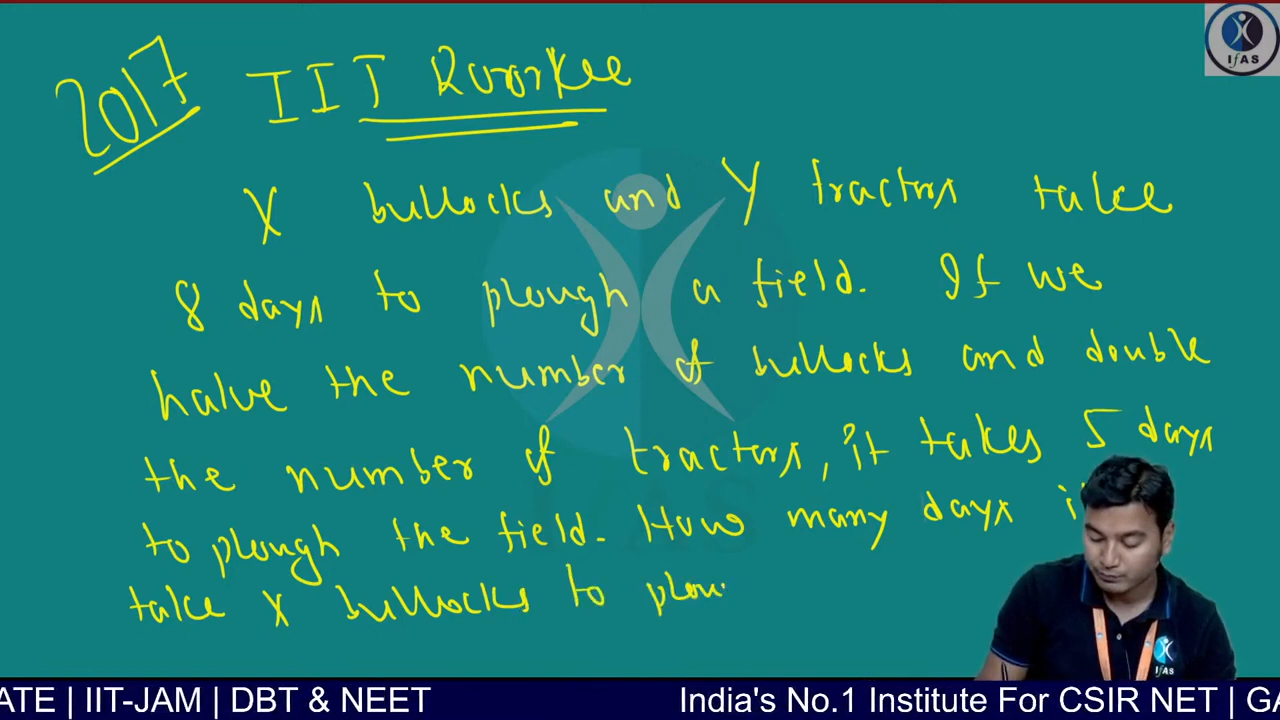 2017 IIT Roorkee
IfAS
X bullocks and Y tractors take
8 days to plough a field. If we
halve the number of bullocks and double
the number of tractors, it takes 5 days
to plough the field. How many days
take X bullocks to plou
IfAS
IfAS
ATE | IIT-JAM | DBT & NEET India's No.1 Institute For CSIR NET | GA